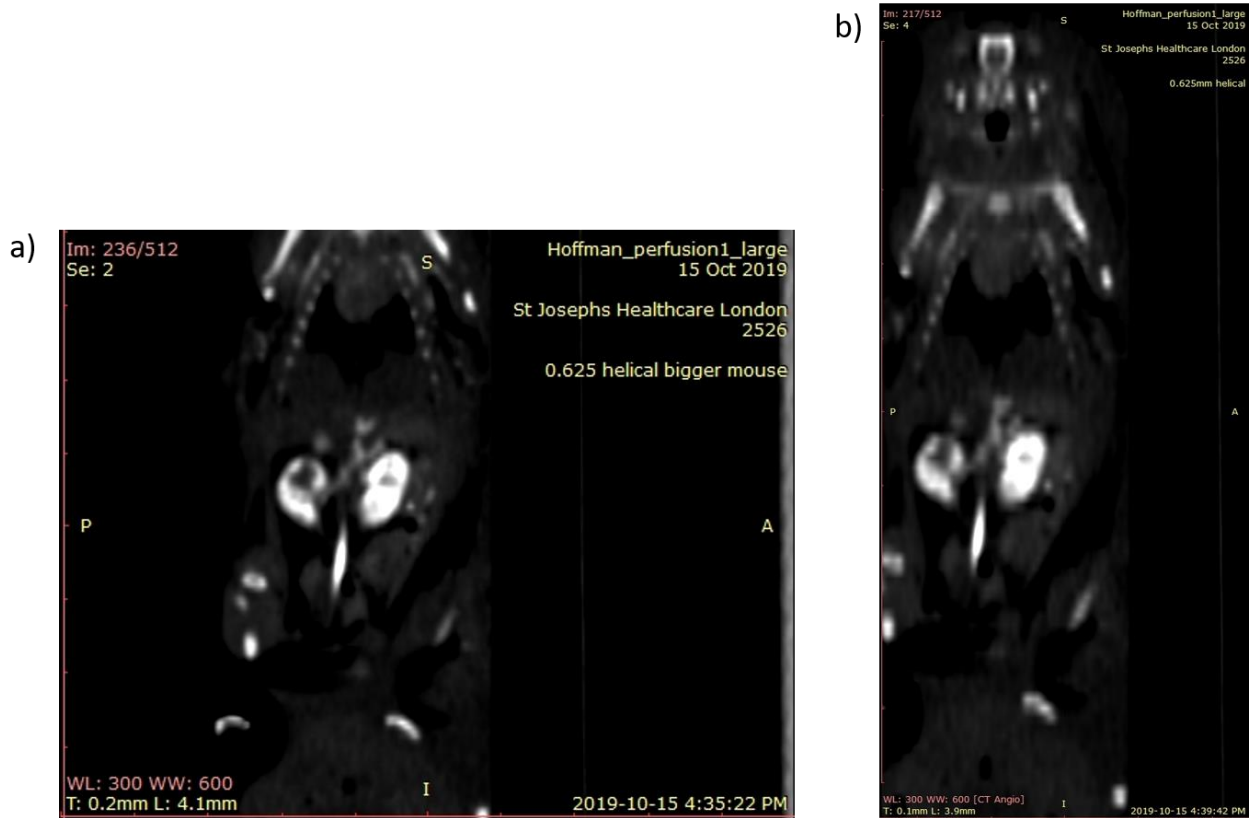 a)
Im: 236/512
Se: 2
S
Hoffman_perfusion1_large
15 Oct 2019
St Josephs Healthcare London
2526
0.625 helical bigger mouse
P
A
WL: 300 WW: 600
T: 0.2mm L: 4.1mm
I
2019-10-15 4:35:22 PM
b)
Im: 217/512
Se: 4
S
Hoffman_perfusion1_large
15 Oct 2019
St Josephs Healthcare London
2526
0.625mm helical
P
A
WL: 300 WW: 600 [CT Angio]
T: 0.1mm L: 3.9mm
I
2019-10-15 4:39:42 PM